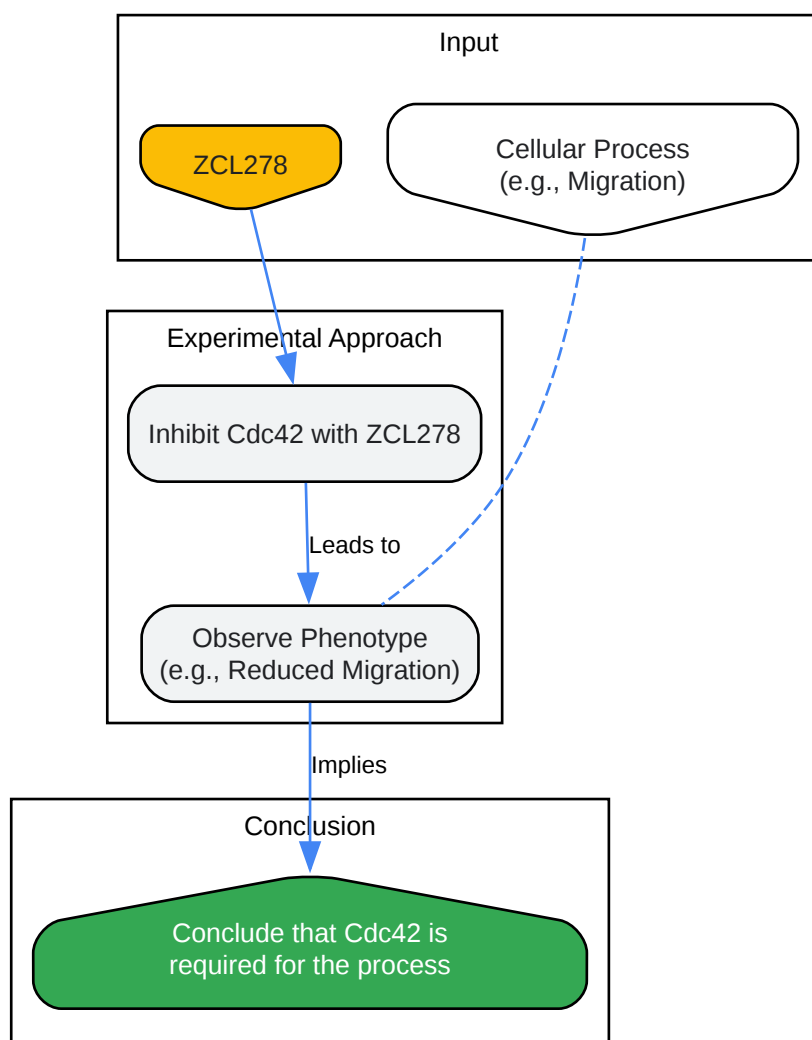 Input
ZCL278
Cellular Process
(e.g., Migration)
Experimental Approach
Inhibit Cdc42 with ZCL278
Leads to
Observe Phenotype
(e.g., Reduced Migration)
Implies
Conclusion
Conclude that Cdc42 is
required for the process